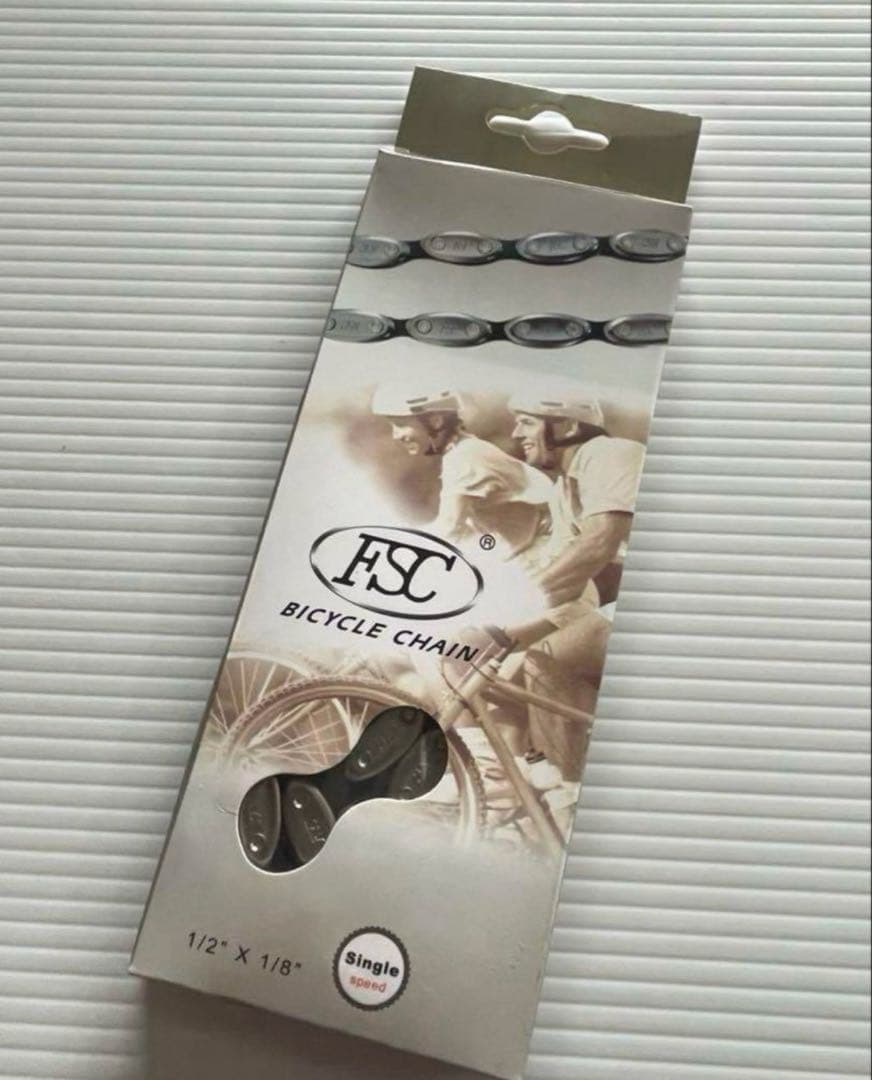 FSC ®
BICYCLE CHAIN
1/2" X 1/8"
Single
speed